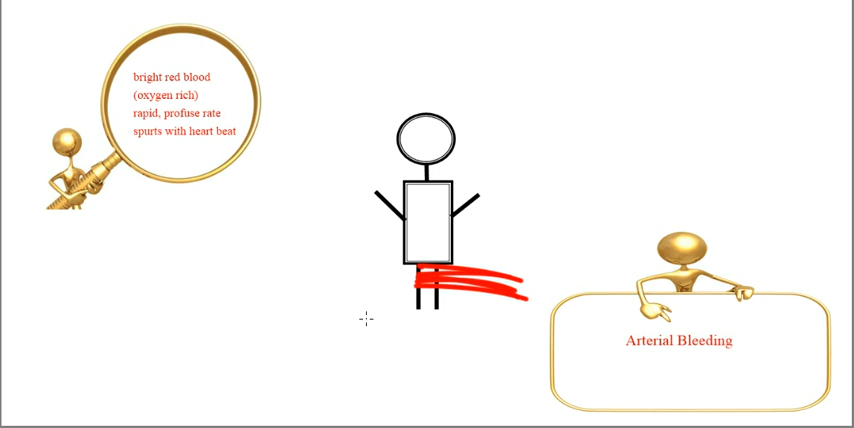 bright red blood
(oxygen rich)
rapid, profuse rate
spurts with heart beat
Arterial Bleeding